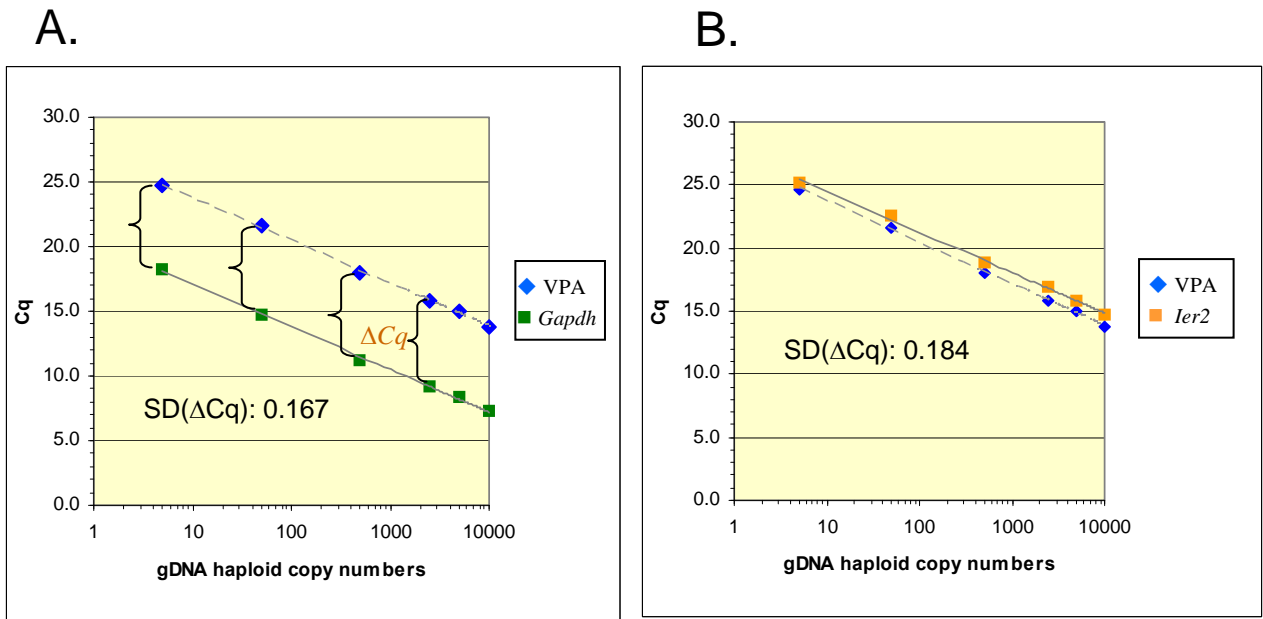 A.
30.0
25.0
20.0
15.0
10.0
5.0
0.0
Cq
1 10 100 1000 10000
gDNA haploid copy numbers
ΔCq
SD(ΔCq): 0.167
VPA
Gapdh
B.
30.0
25.0
20.0
15.0
10.0
5.0
0.0
Cq
1 10 100 1000 10000
gDNA haploid copy numbers
SD(ΔCq): 0.184
VPA
Ier2